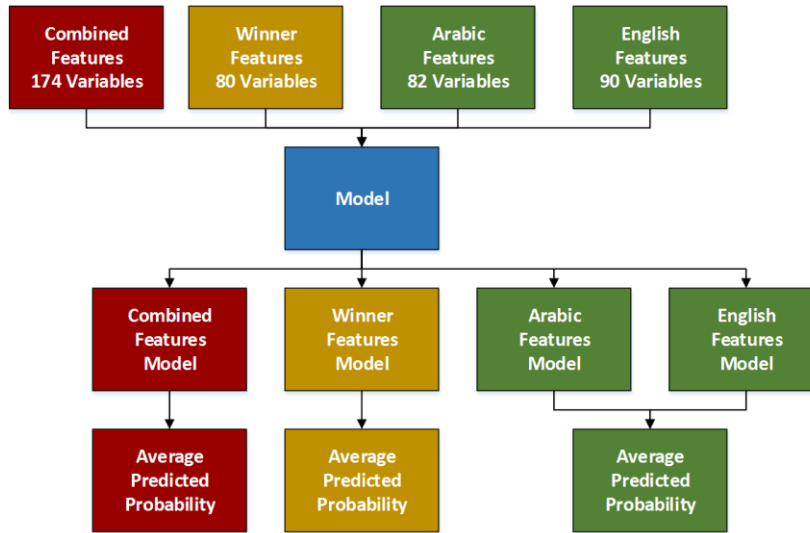 Combined
Features
174 Variables
Winner
Features
80 Variables
Arabic
Features
82 Variables
English
Features
90 Variables
Model
Combined
Features
Model
Winner
Features
Model
Arabic
Features
Model
English
Features
Model
Average
Predicted
Probability
Average
Predicted
Probability
Average
Predicted
Probability